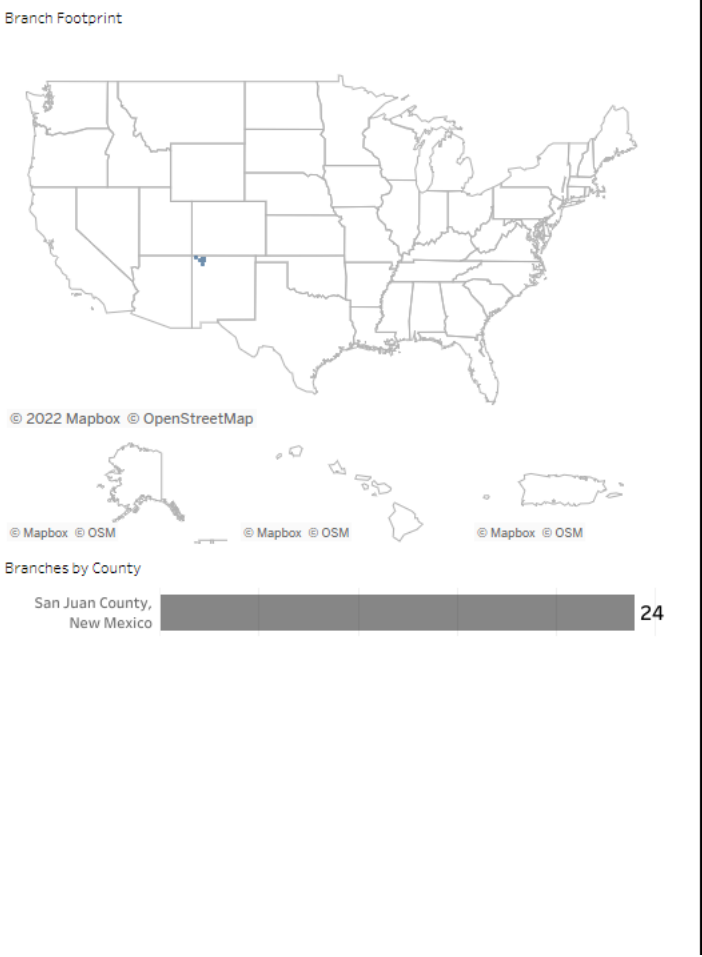 Branch Footprint
© 2022 Mapbox © OpenStreetMap
© Mapbox © OSM
© Mapbox © OSM
© Mapbox © OSM
Branches by County
San Juan County,
New Mexico
24